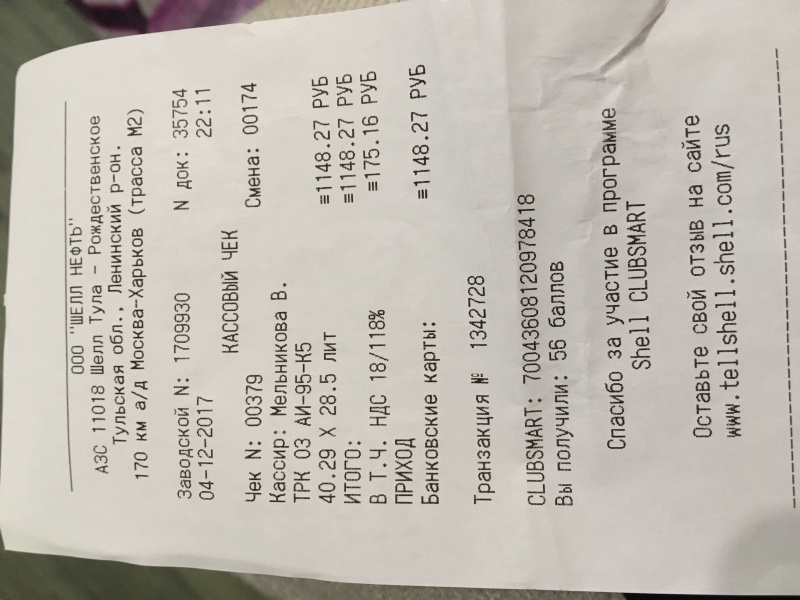 ООО "ШЕЛЛ НЕФТЬ"
АЗС 11018 Шелл Тула – Рождественское
Тульская обл., Ленинский р-он.
170 км а/д Москва-Харьков (трасса М2)
Заводской N: 1709930 N док: 35754
04-12-2017 22:11
КАССОВЫЙ ЧЕК
Чек N: 00379 Смена: 00174
Кассир: Мельникова В.
ТРК 03 АИ-95-К5
40.29 X 28.5 ЛИТ ≡1148.27 РУБ
ИТОГО: ≡1148.27 РУБ
В Т.Ч. НДС 18/118% ≡175.16 РУБ
ПРИХОД
Банковские карты: ≡1148.27 РУБ
Транзакция № 1342728
CLUBSMART: 700436081209784​18
Вы получили: 56 баллов
Спасибо за участие в программе
Shell CLUBSMART
Оставьте свой отзыв на сайте
www.tellshell.shell.com/rus